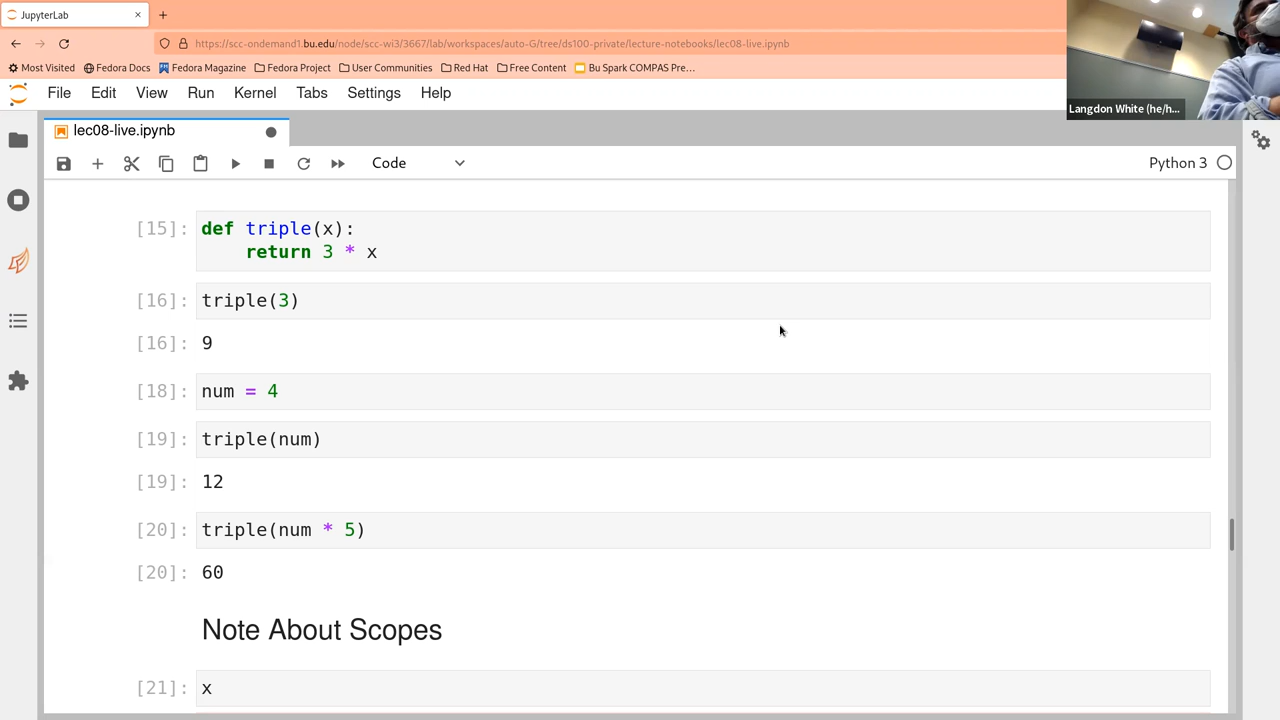 JupyterLab
https://scc-ondemand1.bu.edu/node/scc-wi3/3667/lab/workspaces/auto-G/tree/ds100-private/lecture-notebooks/lec08-live.ipynb
Most Visited Fedora Docs Fedora Magazine Fedora Project User Communities Red Hat Free Content Bu Spark COMPAS Pre…
Langdon White (he/h...
File Edit View Run Kernel Tabs Settings Help
lec08-live.ipynb
Code Python 3
[15]: def triple(x):
    return 3 * x
[16]: triple(3)
[16]: 9
[18]: num = 4
[19]: triple(num)
[19]: 12
[20]: triple(num * 5)
[20]: 60
Note About Scopes
[21]: x